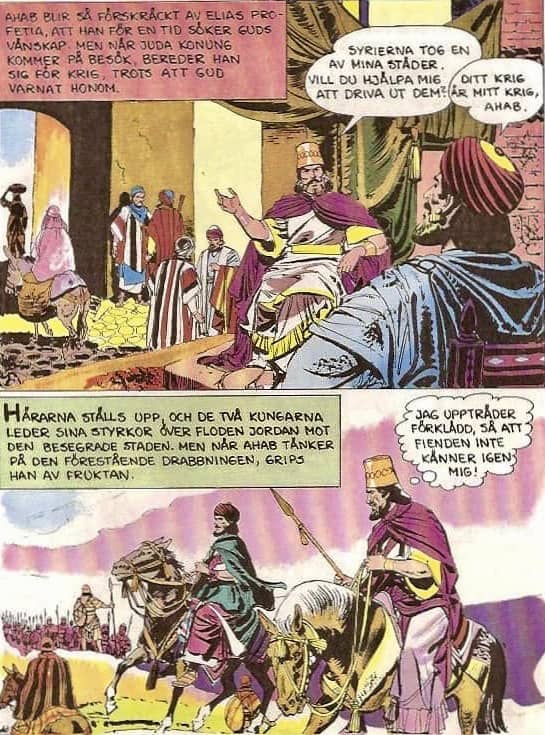 AHAB BLIR SÅ FÖRSKRÄCKT AV ELIAS PRO-
FETIA, ATT HAN FÖR EN TID SÖKER GUDS
VÄNSKAP. MEN NÄR JUDA KONUNG
KOMMER PÅ BESÖK, BEREDER HAN
SIG FÖR KRIG, TROTS ATT GUD
VARNAT HONOM.
SYRIERNA TOG EN
AV MINA STÄDER.
VILL DU HJÄLPA MIG
ATT DRIVA UT DEM?
DITT KRIG
ÄR MITT KRIG,
AHAB.
HÄRARNA STÄLLS UPP, OCH DE TVÅ KUNGARNA
LEDER SINA STYRKOR ÖVER FLODEN JORDAN MOT
DEN BESEGRADE STADEN. MEN NÄR AHAB TÄNKER
PÅ DEN FÖRESTÅENDE DRABBNINGEN, GRIPS
HAN AV FRUKTAN.
JAG UPPTRÄDER
FÖRKLÄDD, SÅ ATT
FIENDEN INTE
KÄNNER IGEN
MIG!